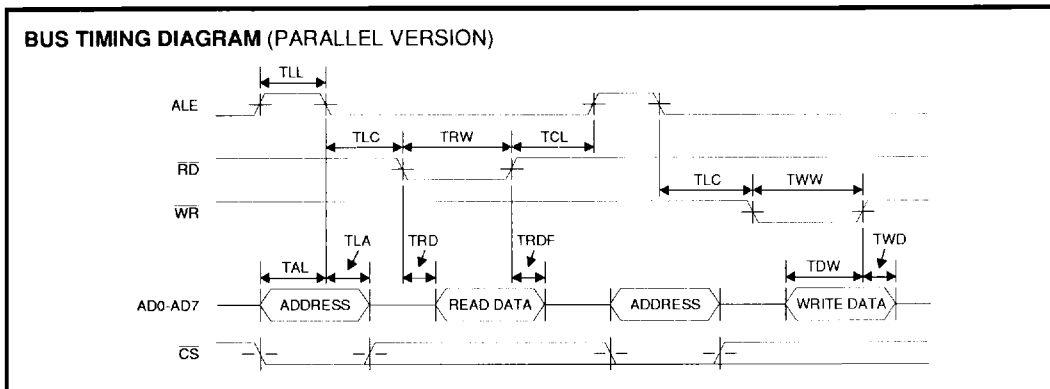 BUS TIMING DIAGRAM (PARALLEL VERSION)
TLL
ALE
TLC TRW TCL
RD
TLC TWW
WR
TLA TRD TRDF TWD
TAL TDW
AD0-AD7 ADDRESS READ DATA ADDRESS WRITE DATA
CS